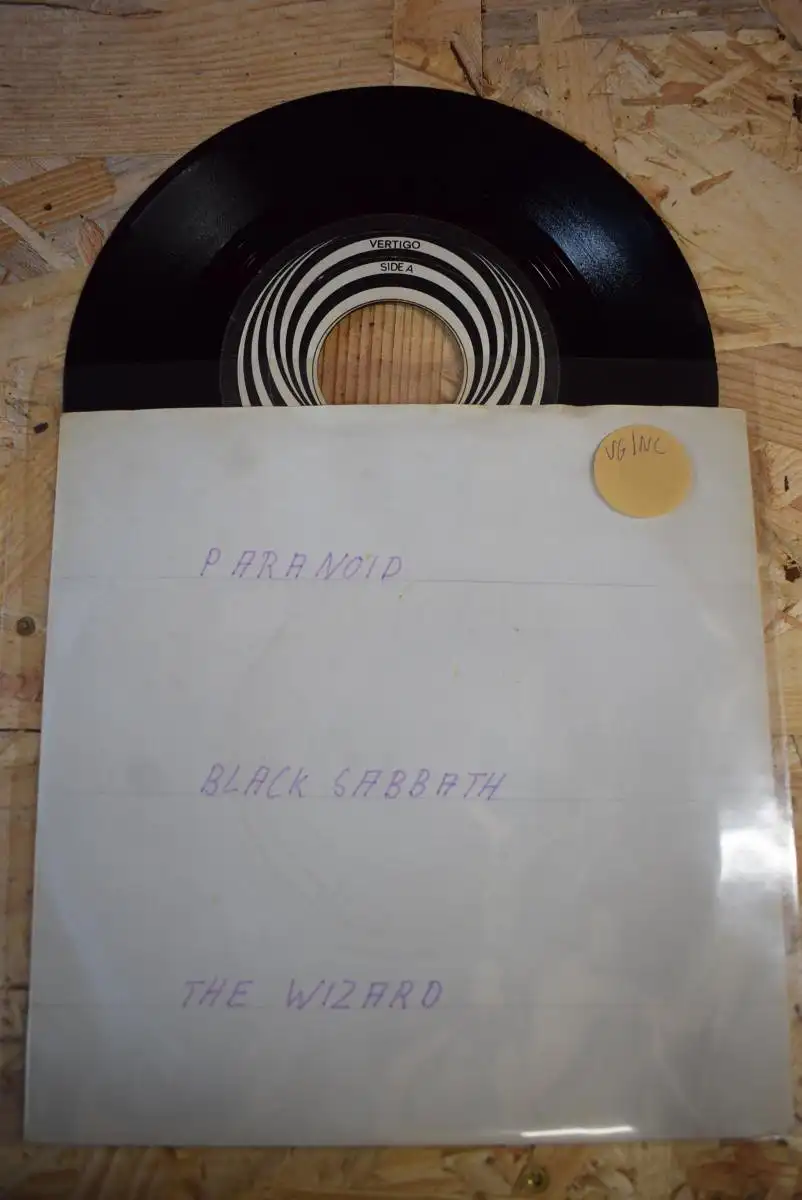 VERTIGO
SIDE A
VG/NC
PARANOID
BLACK SABBATH
THE WIZARD